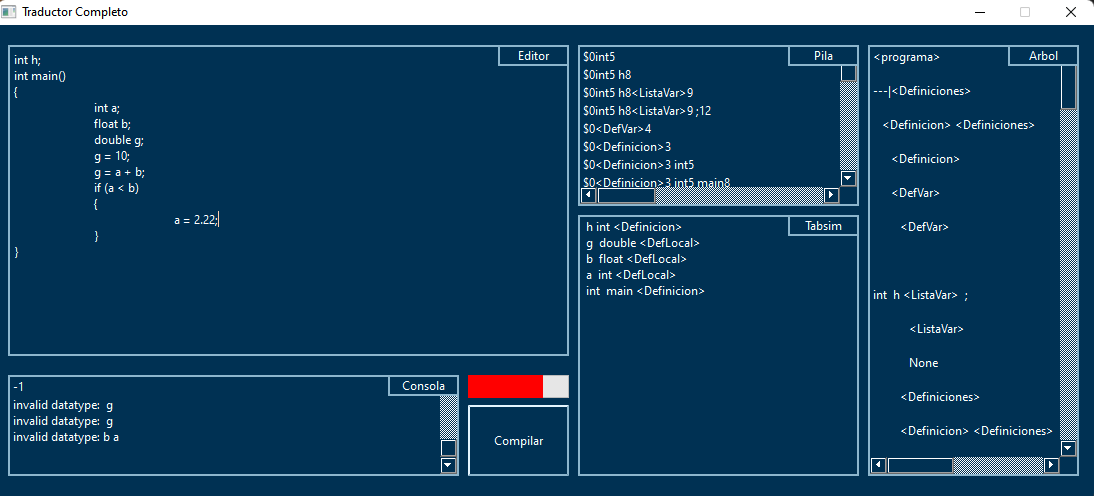 Traductor Completo
Editor
int h;
int main()
{
int a;
float b;
double g;
g = 10;
g = a + b;
if (a < b)
{
a = 2.22;
}
}
Consola
-1
invalid datatype:  g
invalid datatype:  g
invalid datatype: b a
Compilar
Pila
$0int5
$0int5 h8
$0int5 h8<ListaVar>9
$0int5 h8<ListaVar>9 ;12
$0<DefVar>4
$0<Definicion>3
$0<Definicion>3 int5
$0<Definicion>3 int5 main8
Tabsim
h int <Definicion>
g  double <DefLocal>
b  float <DefLocal>
a  int <DefLocal>
int  main <Definicion>
Arbol
<programa>
---|<Definiciones>
<Definicion> <Definiciones>
<Definicion>
<DefVar>
<DefVar>
int  h <ListaVar>  ;
<ListaVar>
None
<Definiciones>
<Definicion> <Definiciones>